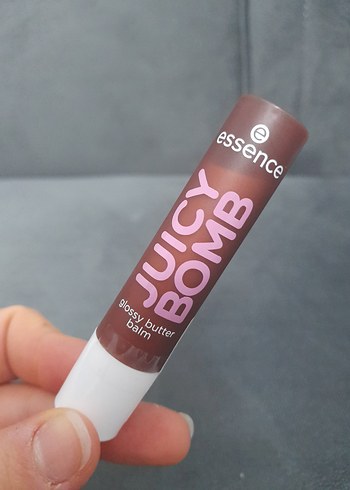 e
essence
JUICY
BOMB
glossy butter
balm